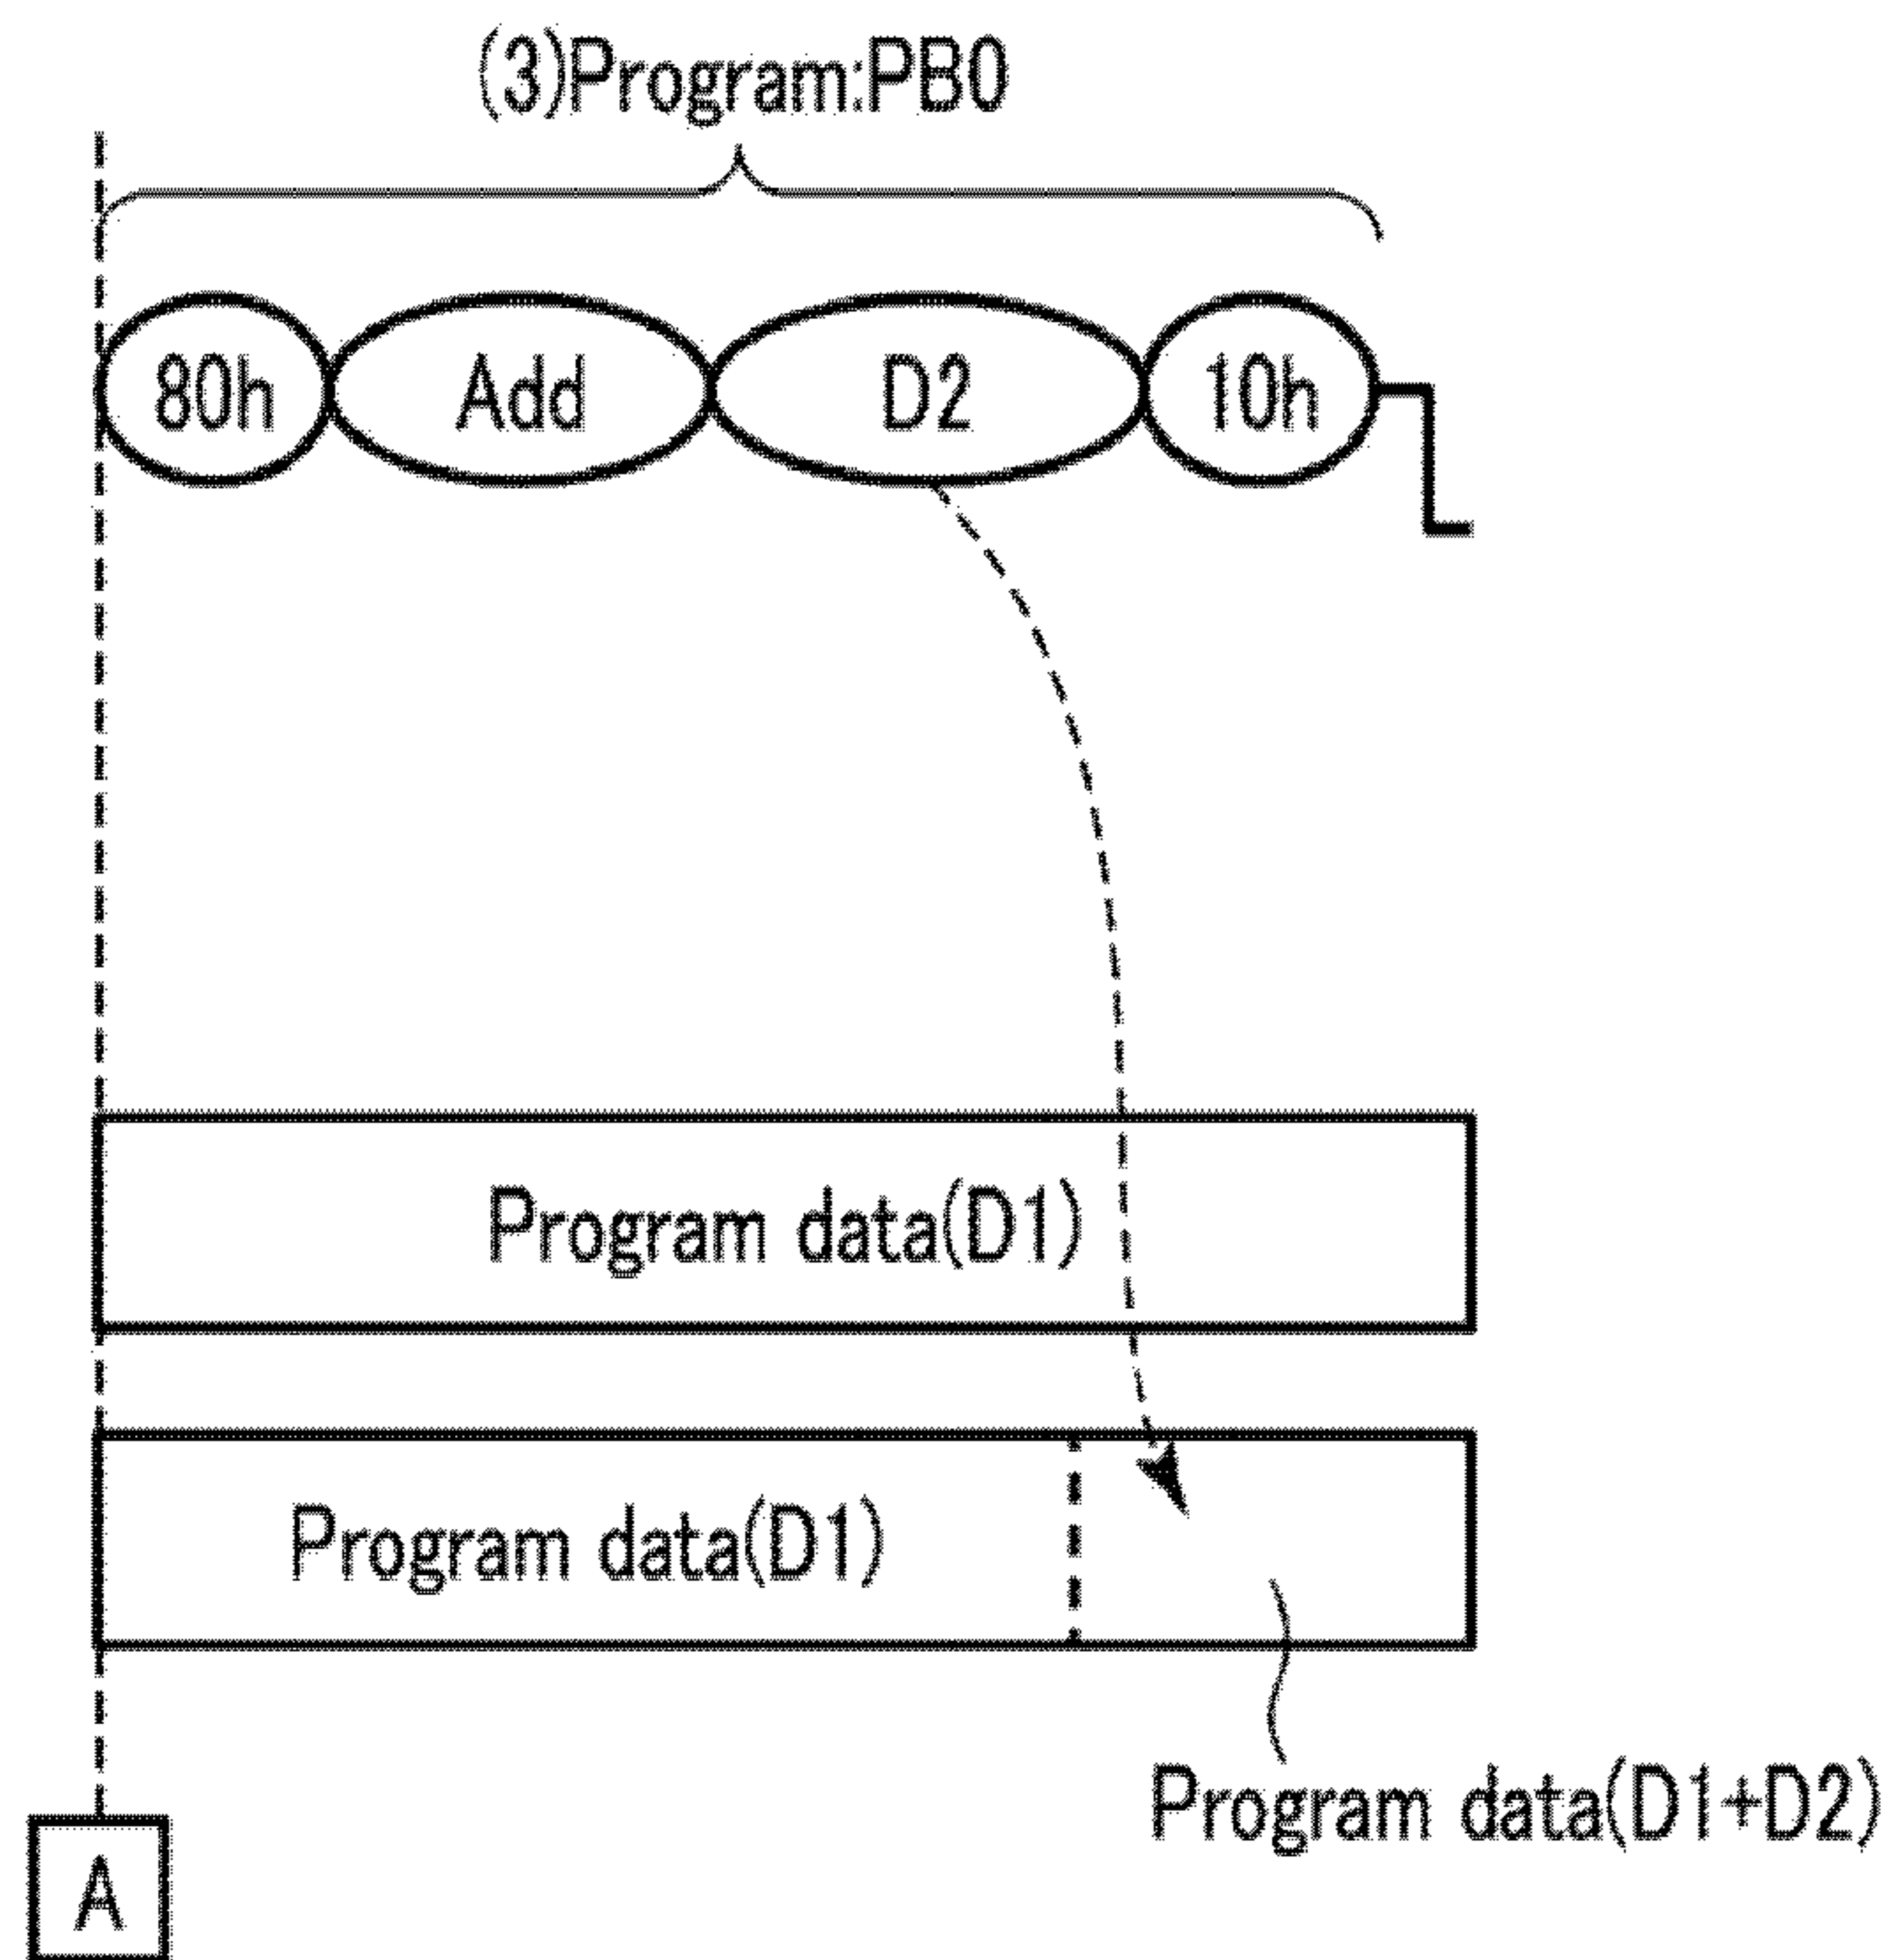 (3)Program:PB0
80h Add D2 10h
Program data(D1)
Program data(D1)
Program data(D1+D2)
A